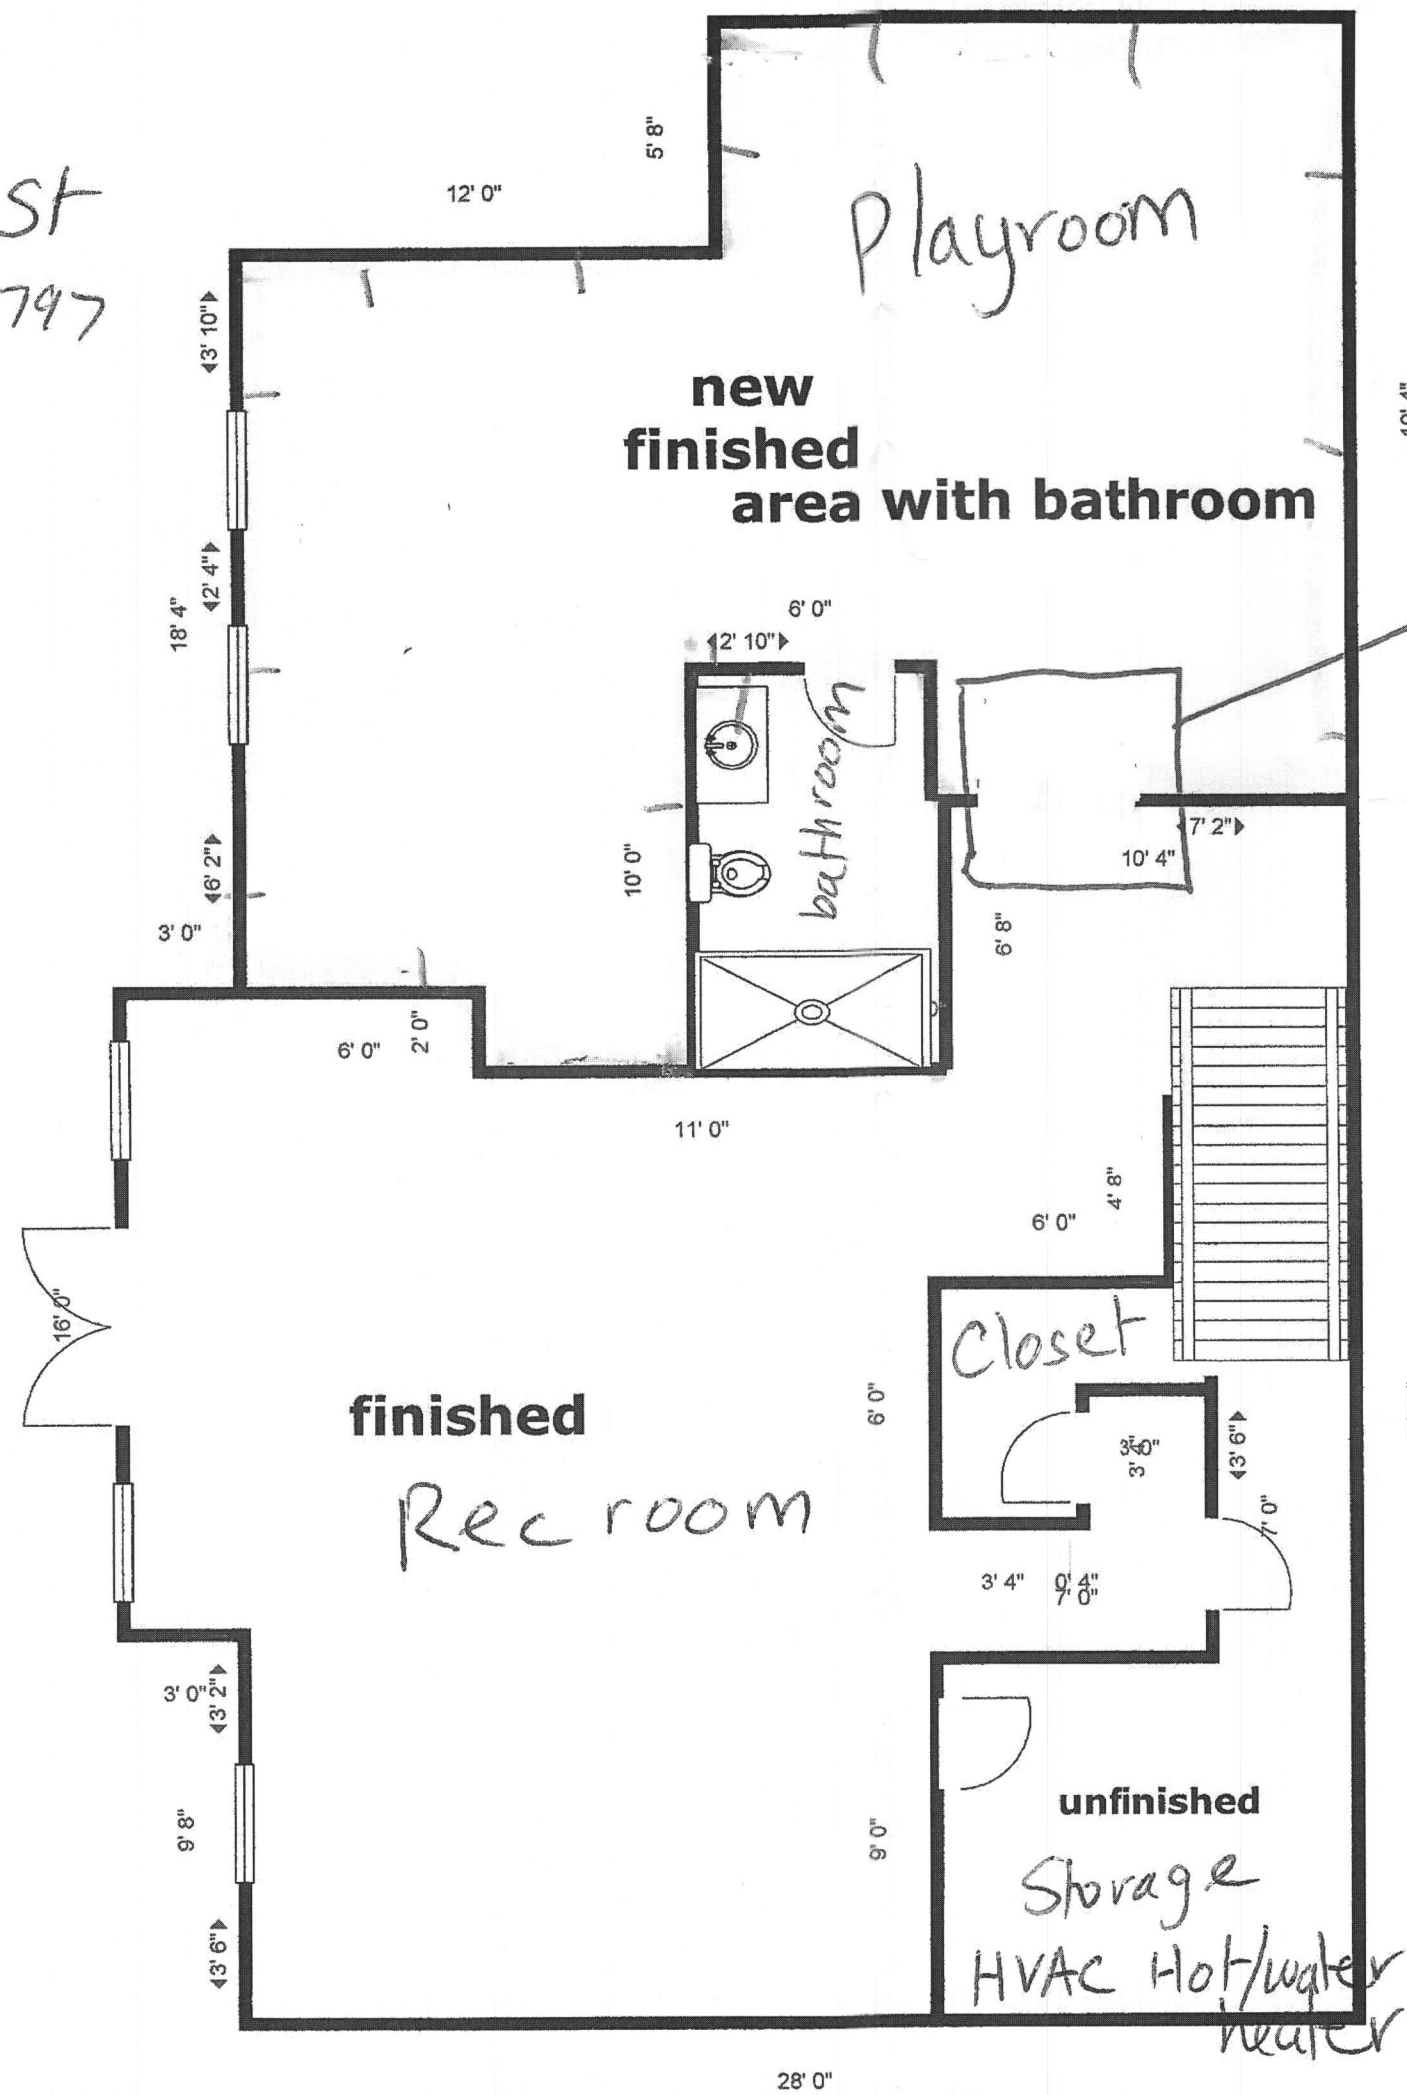 St
797
12' 0"
5' 8"
Playroom
3' 10"
new
finished
area with bathroom
2' 4"
18' 4"
6' 0"
2' 10"
bathroom
7' 2"
10' 4"
10' 0"
6' 2"
3' 0"
6' 8"
6' 0"
2' 0"
11' 0"
4' 8"
6' 0"
16' 0"
Closet
finished
6' 0"
3' 6"
3' 0"
Rec room
7' 0"
3' 4"
0' 4"
7' 0"
3' 0"
3' 2"
9' 8"
unfinished
9' 0"
Storage
3' 6"
HVAC Hot/water
heater
28' 0"